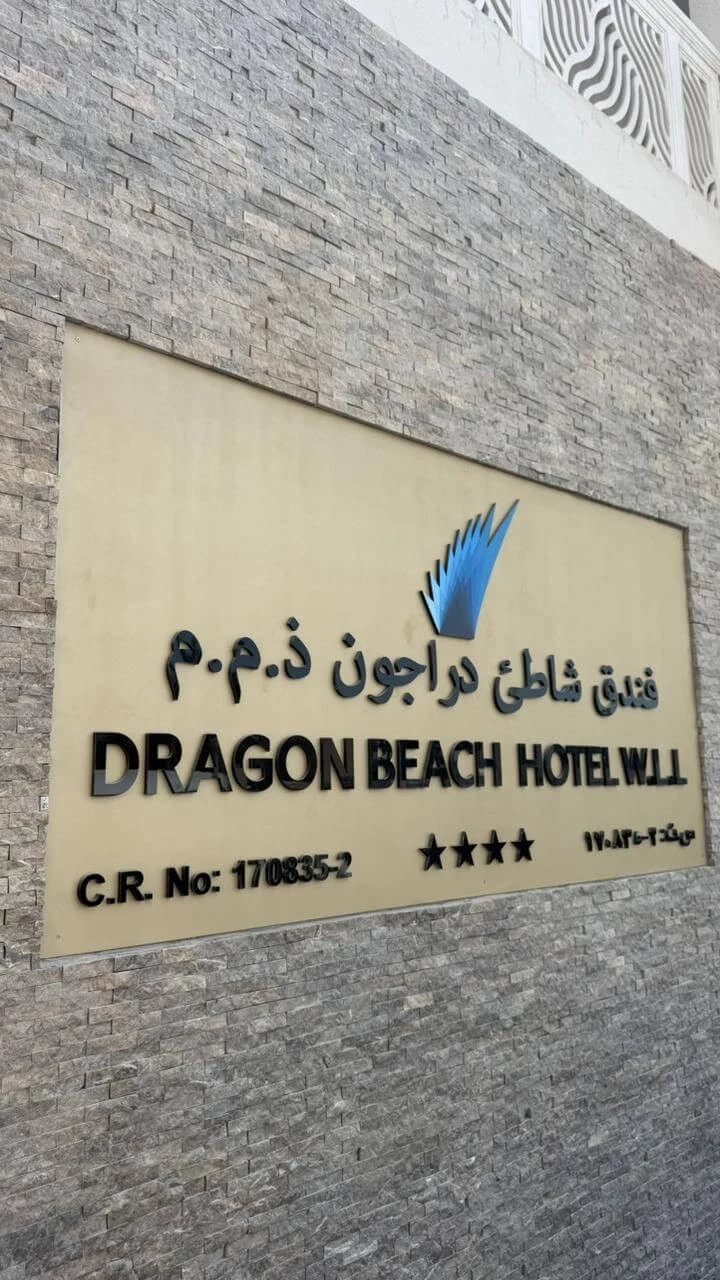 فندق شاطئ دراجون ذ.م.م
DRAGON BEACH HOTEL W.L.L
C.R. No: 170835-2